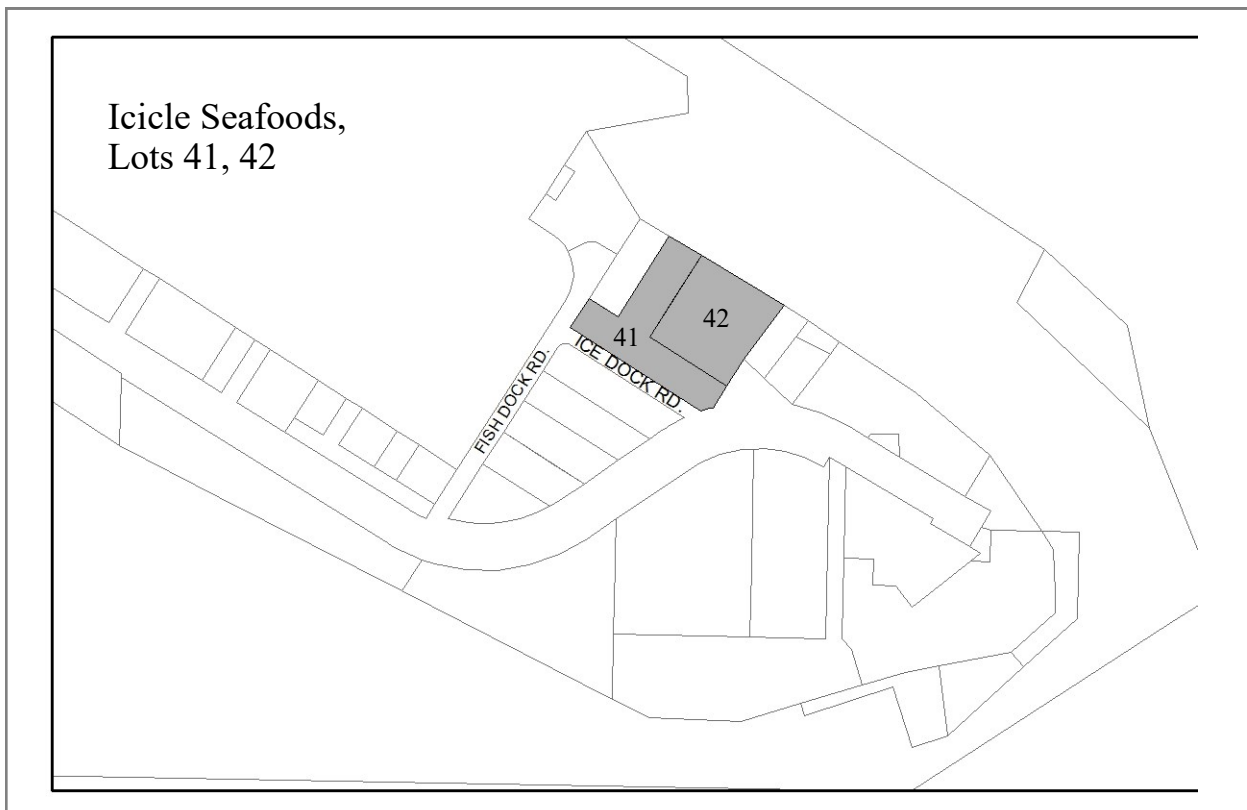 Icicle Seafoods,
Lots 41, 42
42
41
ICE DOCK RD.
FISH DOCK RD.